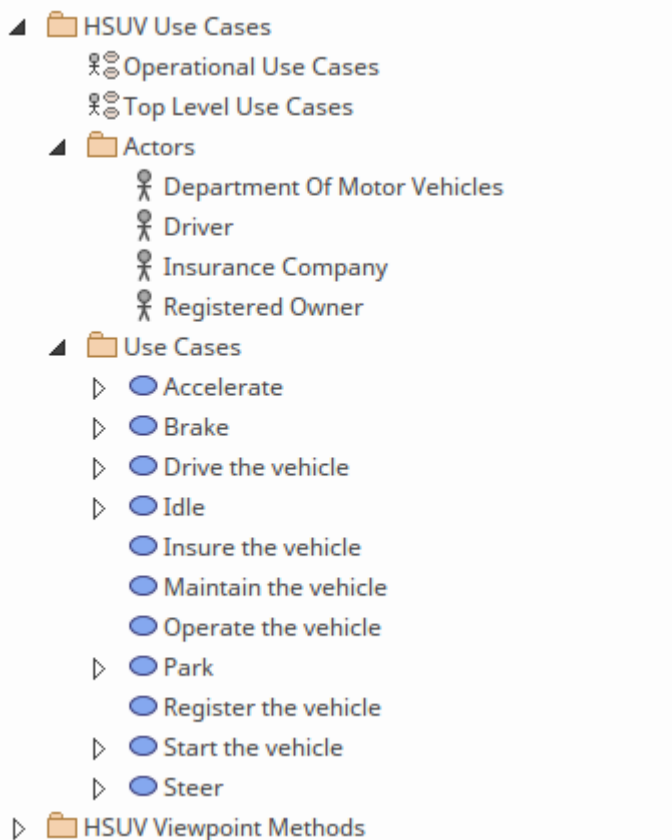 HSUV Use Cases
Operational Use Cases
Top Level Use Cases
Actors
Department Of Motor Vehicles
Driver
Insurance Company
Registered Owner
Use Cases
Accelerate
Brake
Drive the vehicle
Idle
Insure the vehicle
Maintain the vehicle
Operate the vehicle
Park
Register the vehicle
Start the vehicle
Steer
HSUV Viewpoint Methods